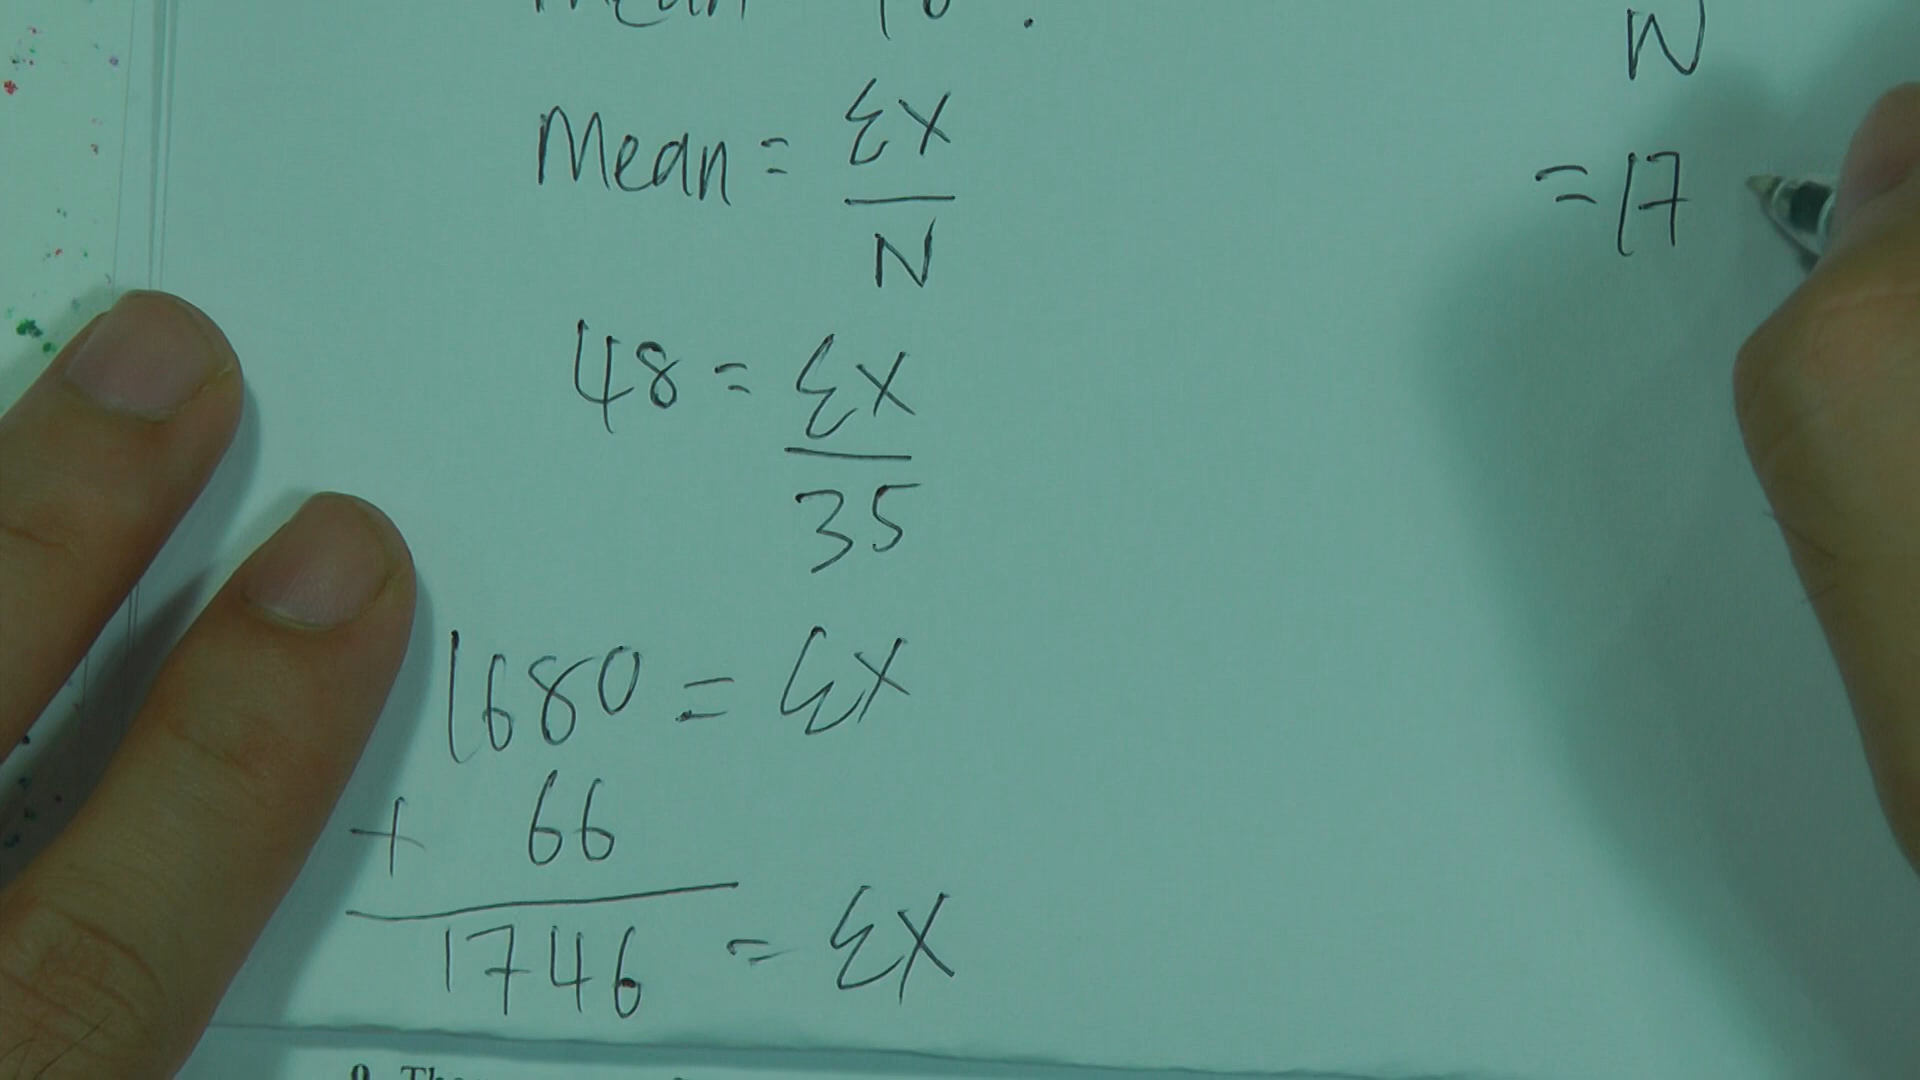 Mean = ΣX
N
48 = ΣX
35
1680 = ΣX
+ 66
1746 = ΣX
N
= 17